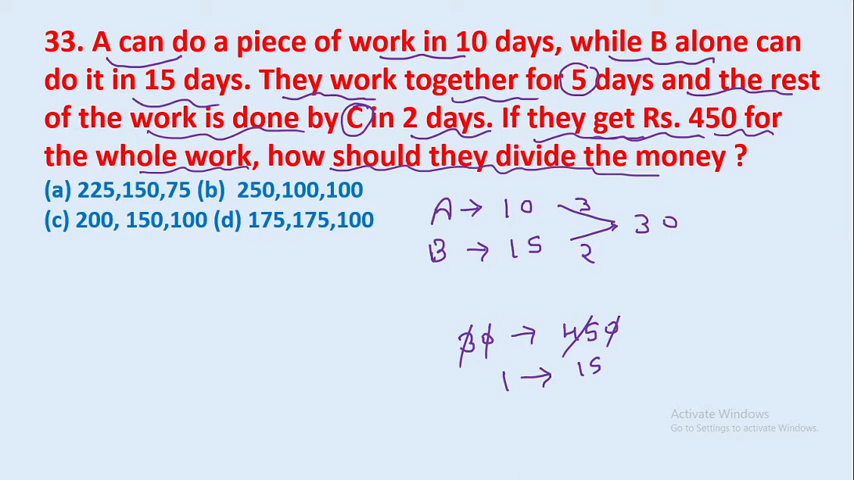 33. A can do a piece of work in 10 days, while B alone can
do it in 15 days. They work together for 5 days and the rest
of the work is done by C in 2 days. If they get Rs. 450 for
the whole work, how should they divide the money ?
(a) 225,150,75 (b) 250,100,100
(c) 200, 150,100 (d) 175,175,100
A → 10 3
30
B → 15 2
30 → 450
1 → 15
Activate Windows
Go to Settings to activate Windows.